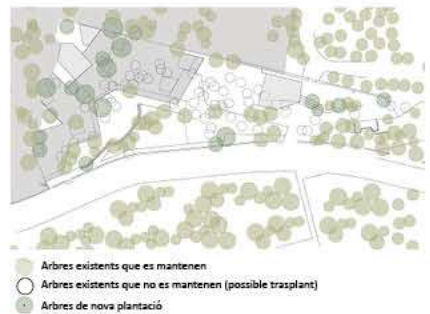 Arbres existents que es mantenen
Arbres existents que no es mantenen (possible trasplant)
Arbres de nova plantació